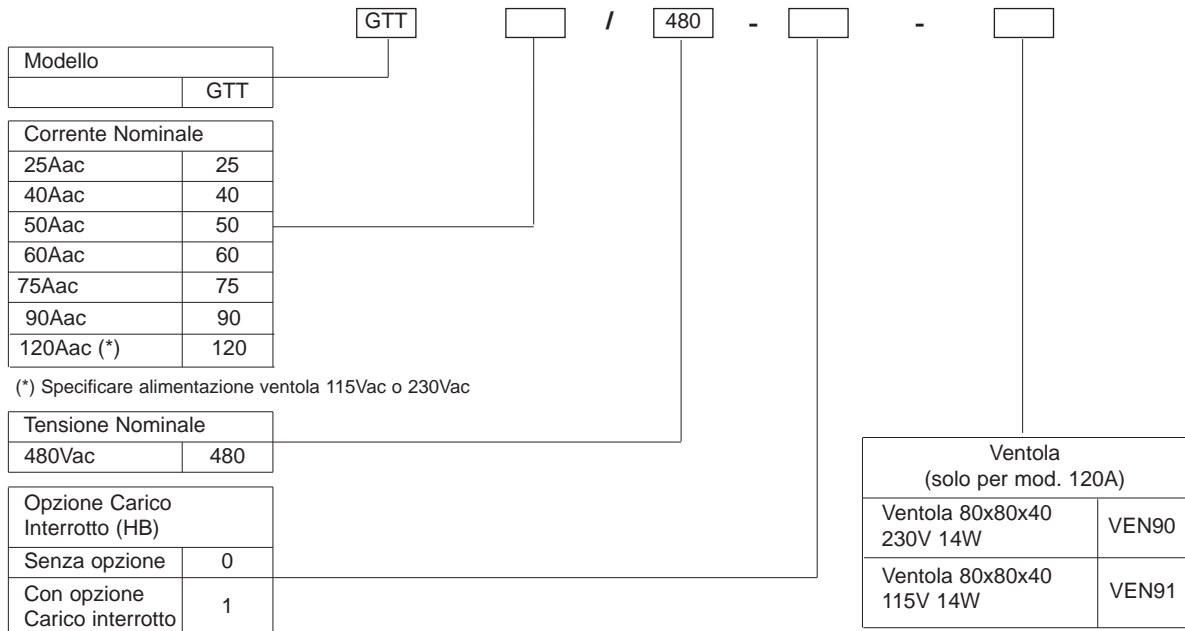 GTT / 480 - -
Modello
GTT
Corrente Nominale
25Aac 25
40Aac 40
50Aac 50
60Aac 60
75Aac 75
90Aac 90
120Aac (*) 120
(*) Specificare alimentazione ventola 115Vac o 230Vac
Tensione Nominale
480Vac 480
Opzione Carico
Interrotto (HB)
Senza opzione 0
Con opzione
Carico interrotto 1
Ventola
(solo per mod. 120A)
Ventola 80x80x40
230V 14W VEN90
Ventola 80x80x40
115V 14W VEN91